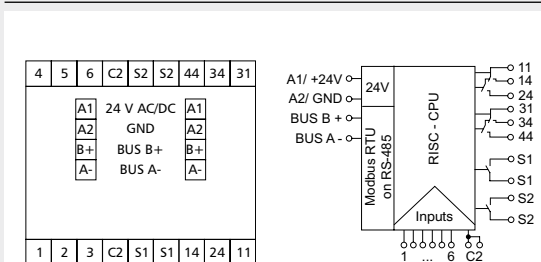 4 5 6 C2 S2 S2 44 34 31
A1 24 V AC/DC A1
A2 GND A2
B+ BUS B+ B+
A- BUS A- A-
1 2 3 C2 S1 S1 14 24 11
A1/ +24V
A2/ GND
BUS B +
BUS A -
24V
Modbus RTU
on RS-485
RISC - CPU
Inputs
1 ... 6 C2
11
14
24
31
34
44
S1
S1
S2
S2